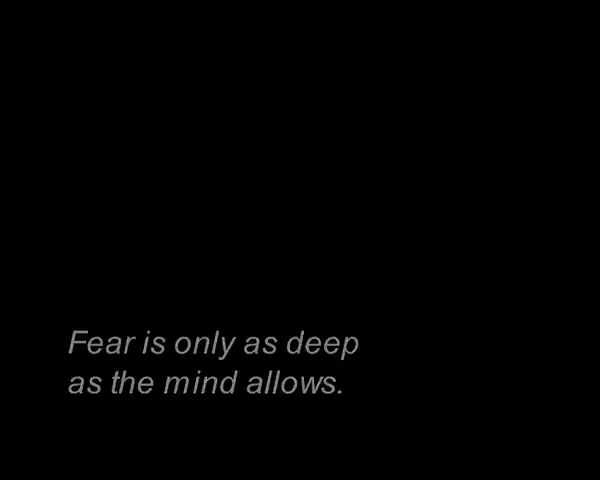 Fear is only as deep
as the mind allows.